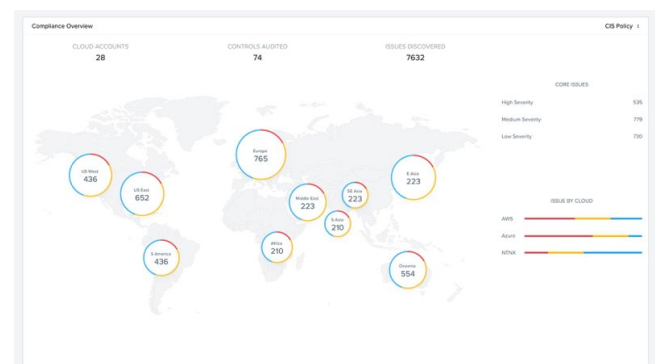 Compliance Overview
CIS Policy
CLOUD ACCOUNTS
28
CONTROLS AUDITED
74
ISSUES DISCOVERED
7632
CORE ISSUES
High Severity 535
Medium Severity 779
Low Severity 730
ISSUE BY CLOUD
AWS
Azure
NTNX
US West
436
US East
652
S America
436
Europe
765
Africa
210
Middle East
223
SE Asia
223
S Asia
210
E Asia
223
Oceania
554